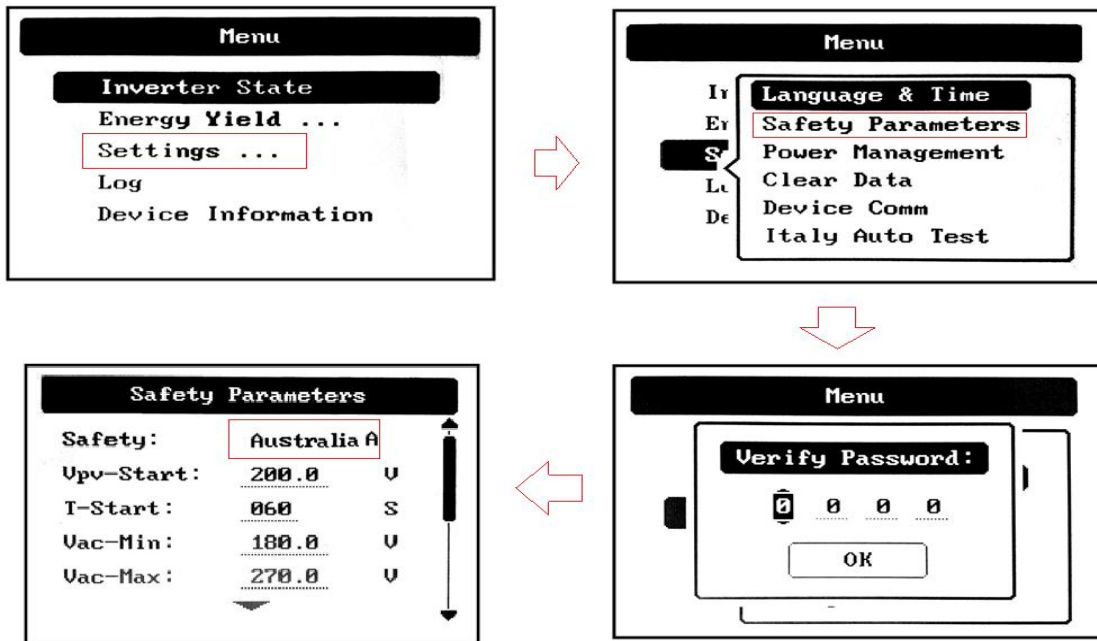 Menu
Inverter State
Energy Yield ...
Settings ...
Log
Device Information
Menu
Language & Time
Safety Parameters
Power Management
Clear Data
Device Comm
Italy Auto Test
Menu
Verify Password:
0 0 0 0
OK
Safety Parameters
Safety: Australia A
Vpv-Start: 200.0 V
T-Start: 060 S
Vac-Min: 180.0 V
Vac-Max: 270.0 V